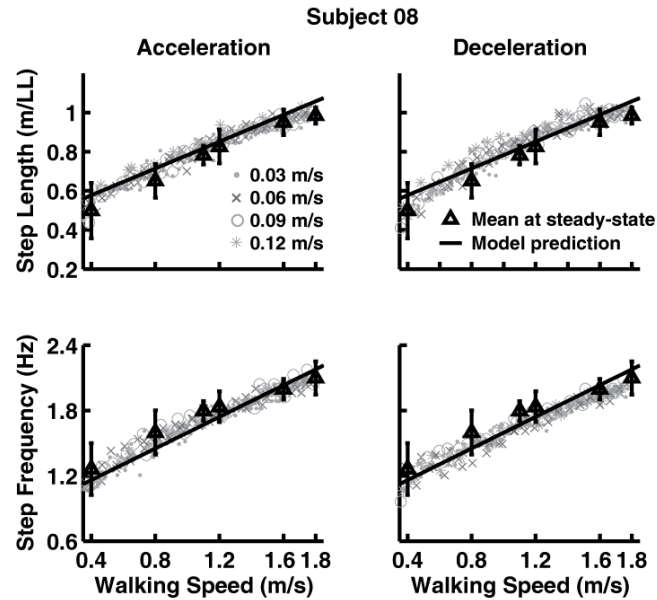 Subject 08
Acceleration
Deceleration
Step Length (m/LL)
1
0.8
0.6
0.4
0.2
0.03 m/s
0.06 m/s
0.09 m/s
0.12 m/s
Mean at steady-state
Model prediction
Step Frequency (Hz)
2.4
1.8
1.2
0.6
0.4 0.8 1.2 1.6 1.8
0.4 0.8 1.2 1.6 1.8
Walking Speed (m/s)
Walking Speed (m/s)